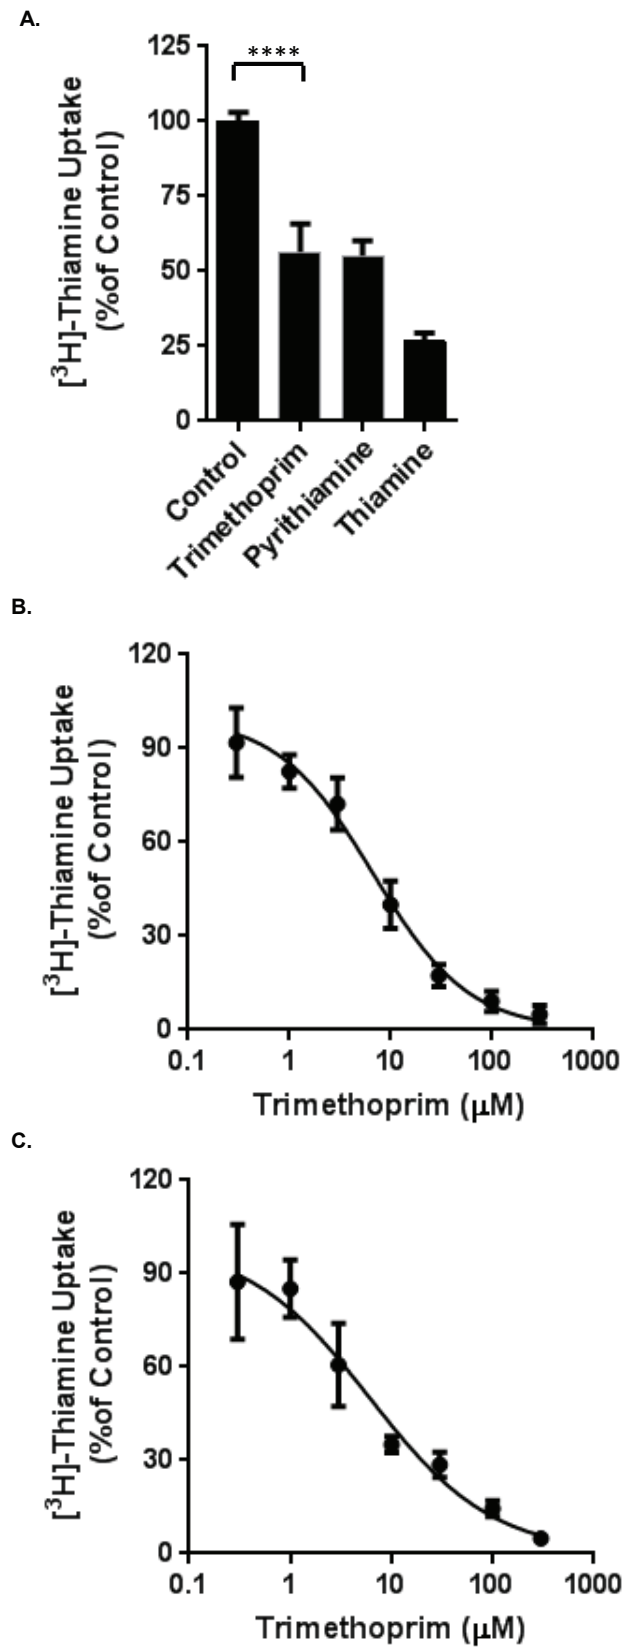 A.
[³H]-Thiamine Uptake
(%of Control)
125
100
75
50
25
0
****
Control
Trimethoprim
Pyrithiamine
Thiamine
B.
[³H]-Thiamine Uptake
(%of Control)
120
90
60
30
0
0.1 1 10 100 1000
Trimethoprim (μM)
C.
[³H]-Thiamine Uptake
(%of Control)
120
90
60
30
0
0.1 1 10 100 1000
Trimethoprim (μM)